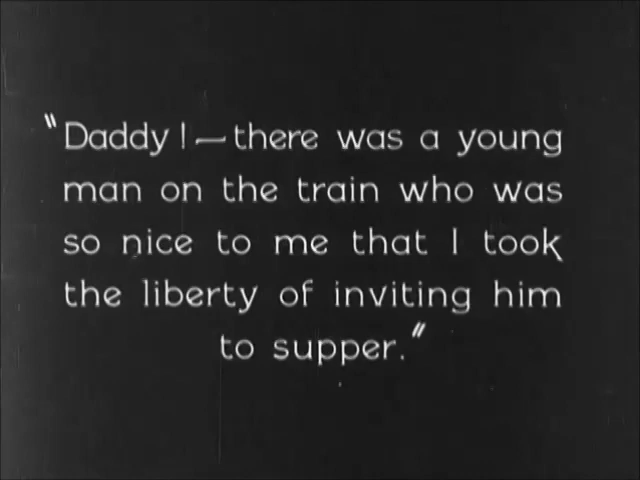 "Daddy!—there was a young
man on the train who was
so nice to me that I took
the liberty of inviting him
to supper."